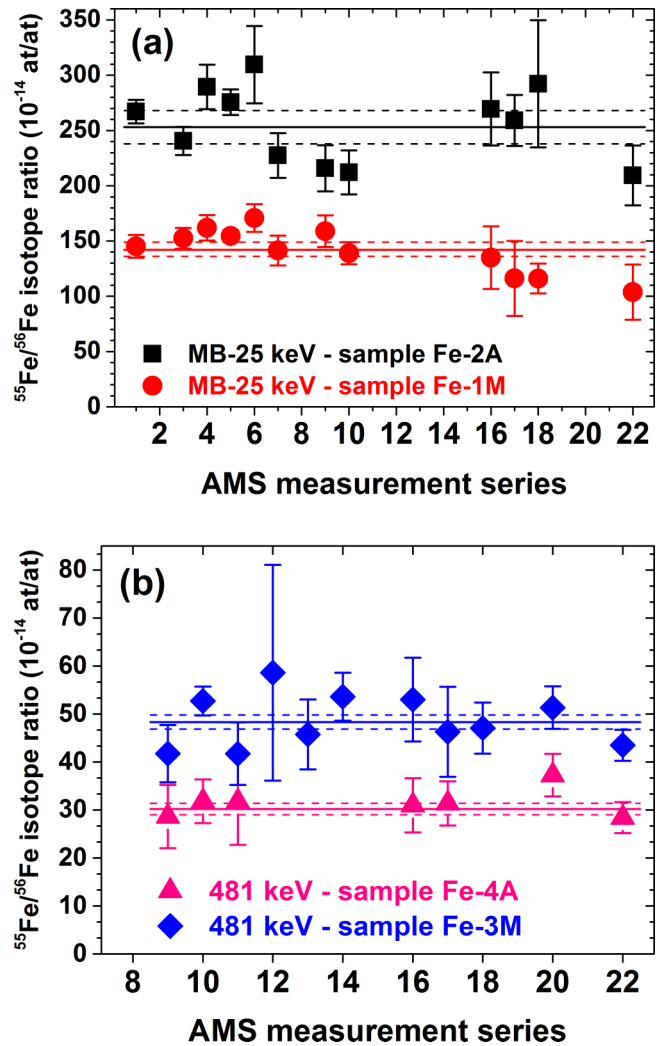 (a)
⁵⁵Fe/⁵⁶Fe isotope ratio (10⁻¹⁴ at/at)
350
300
250
200
150
100
50
0
MB-25 keV - sample Fe-2A
MB-25 keV - sample Fe-1M
2 4 6 8 10 12 14 16 18 20 22
AMS measurement series
(b)
⁵⁵Fe/⁵⁶Fe isotope ratio (10⁻¹⁴ at/at)
80
70
60
50
40
30
20
10
0
481 keV - sample Fe-4A
481 keV - sample Fe-3M
8 10 12 14 16 18 20 22
AMS measurement series